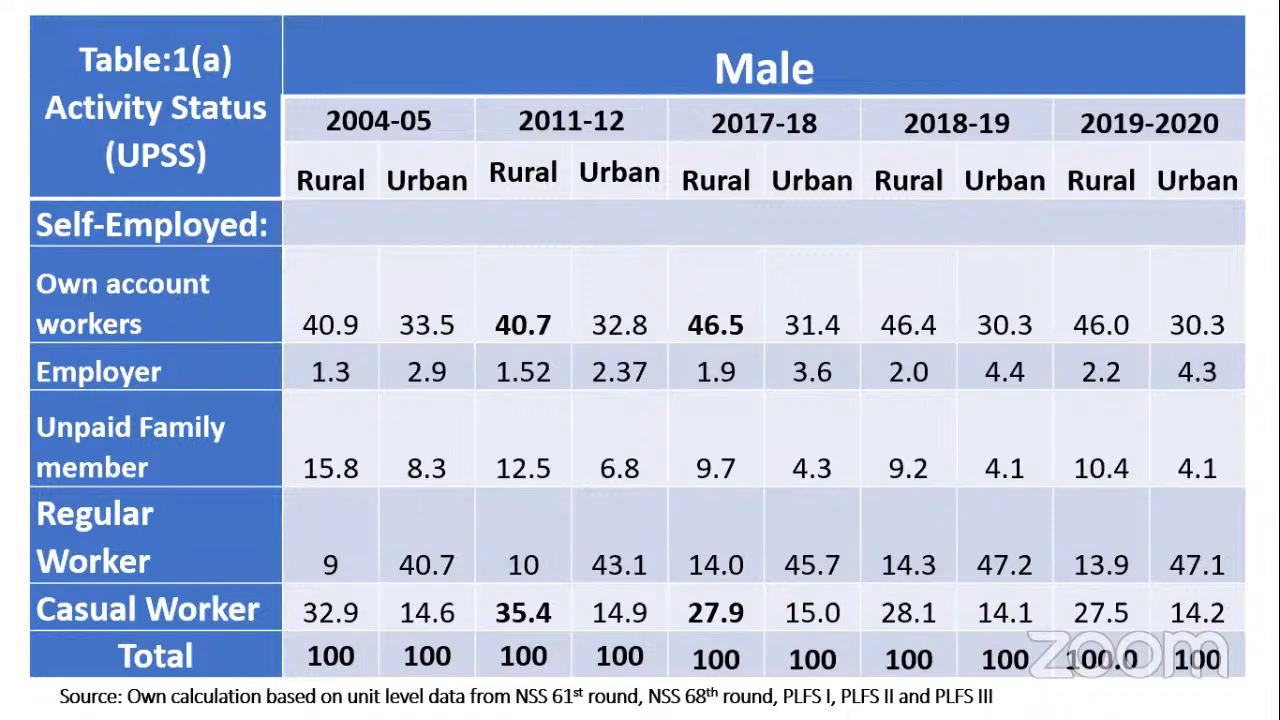 Table:1(a)
Activity Status
(UPSS)
Male
2004-05 2011-12 2017-18 2018-19 2019-2020
Rural Urban Rural Urban Rural Urban Rural Urban Rural Urban
Self-Employed:
Own account
workers 40.9 33.5 40.7 32.8 46.5 31.4 46.4 30.3 46.0 30.3
Employer 1.3 2.9 1.52 2.37 1.9 3.6 2.0 4.4 2.2 4.3
Unpaid Family
member 15.8 8.3 12.5 6.8 9.7 4.3 9.2 4.1 10.4 4.1
Regular
Worker 9 40.7 10 43.1 14.0 45.7 14.3 47.2 13.9 47.1
Casual Worker 32.9 14.6 35.4 14.9 27.9 15.0 28.1 14.1 27.5 14.2
Total 100 100 100 100 100 100 100 100 100.0 100
zoom
Source: Own calculation based on unit level data from NSS 61st round, NSS 68th round, PLFS I, PLFS II and PLFS III